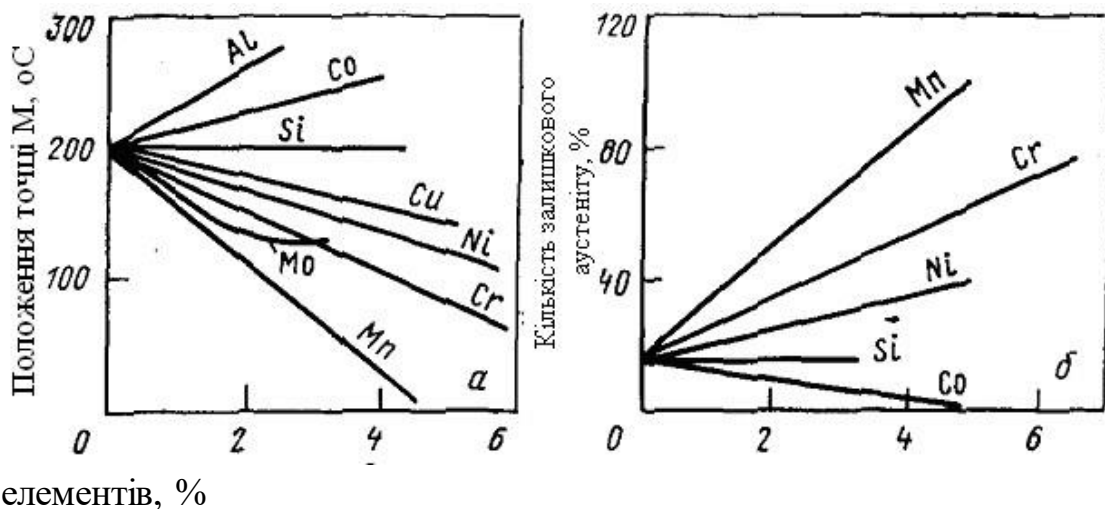 Положення точці М, оС
300
200
100
0
2
4
6
Al
Co
Si
Cu
Ni
Mo
Cr
Mn
а
Кількість залишкового
аустеніту, %
120
80
40
0
2
4
6
Mn
Cr
Ni
Si
Co
б
елементів, %